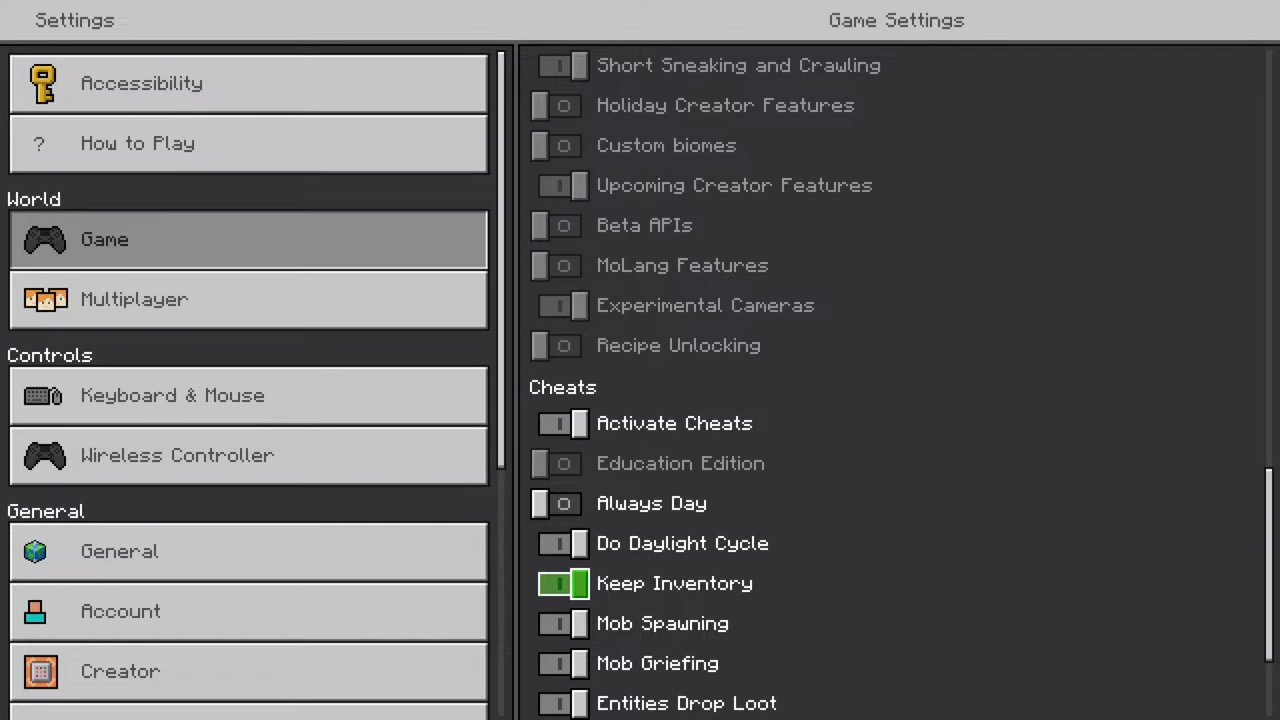 Settings
Game Settings
Accessibility
? How to Play
World
Game
Multiplayer
Controls
Keyboard & Mouse
Wireless Controller
General
General
Account
Creator
Short Sneaking and Crawling
Holiday Creator Features
Custom biomes
Upcoming Creator Features
Beta APIs
MoLang Features
Experimental Cameras
Recipe Unlocking
Cheats
Activate Cheats
Education Edition
Always Day
Do Daylight Cycle
Keep Inventory
Mob Spawning
Mob Griefing
Entities Drop Loot